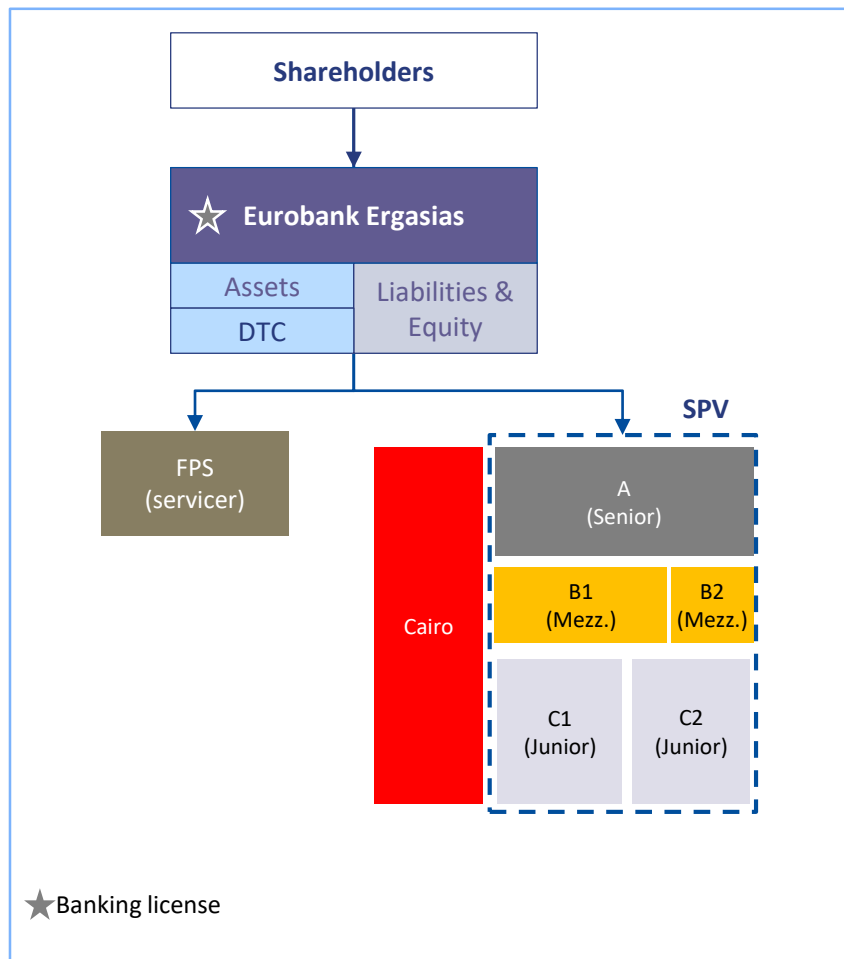 Shareholders
Eurobank Ergasias
Assets
DTC
Liabilities &
Equity
SPV
FPS
(servicer)
Cairo
A
(Senior)
B1
(Mezz.)
B2
(Mezz.)
C1
(Junior)
C2
(Junior)
Banking license